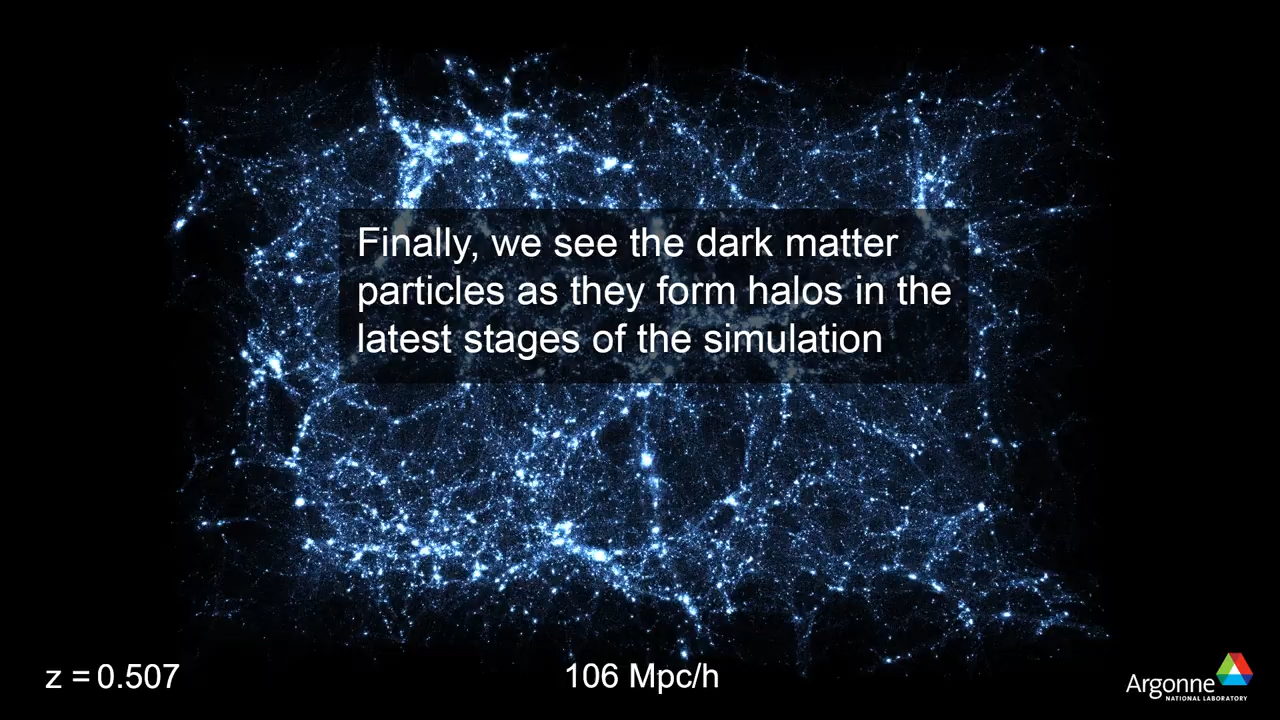 Finally, we see the dark matter
particles as they form halos in the
latest stages of the simulation
z = 0.507
106 Mpc/h
Argonne
NATIONAL LABORATORY